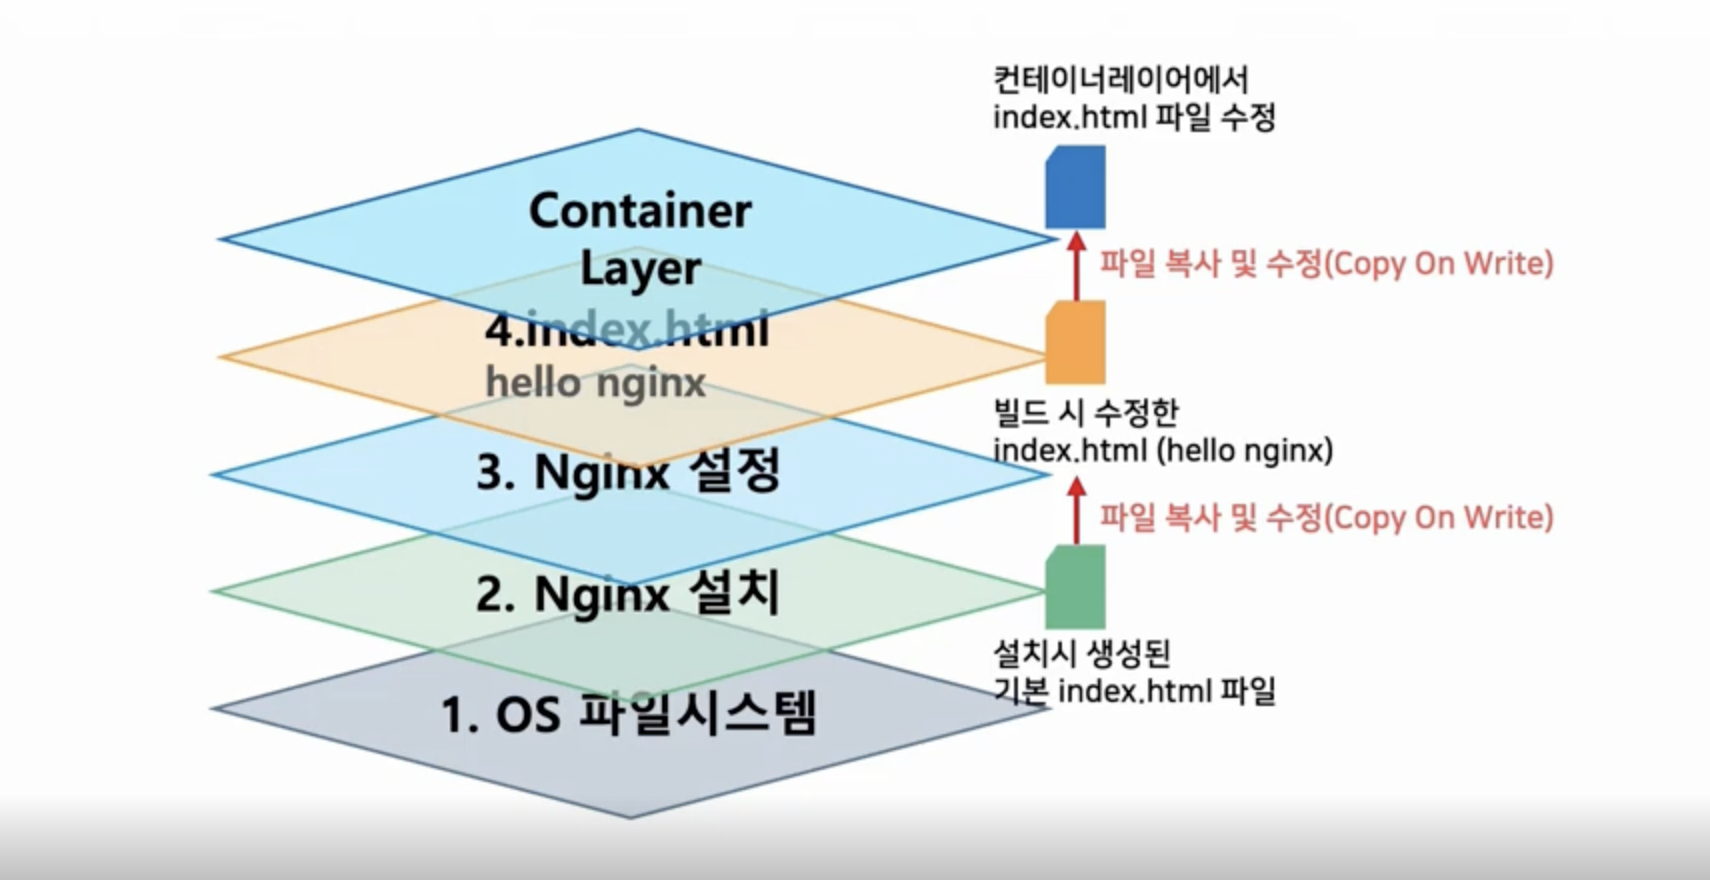 컨테이너레이어에서
index.html 파일 수정
Container
Layer
파일 복사 및 수정(Copy On Write)
4.index.html
hello nginx
빌드 시 수정한
index.html (hello nginx)
3. Nginx 설정
파일 복사 및 수정(Copy On Write)
2. Nginx 설치
설치시 생성된
기본 index.html 파일
1. OS 파일시스템